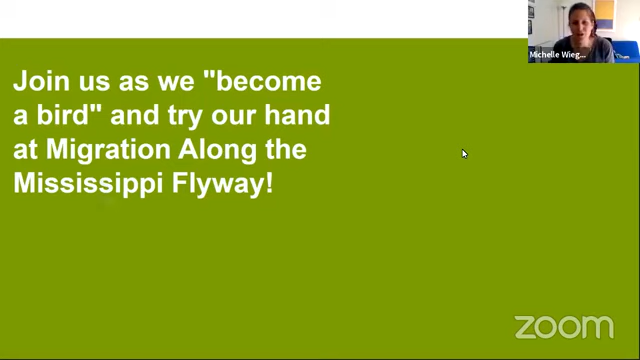 Michelle Wieg...
Join us as we "become
a bird" and try our hand
at Migration Along the
Mississippi Flyway!
zoom